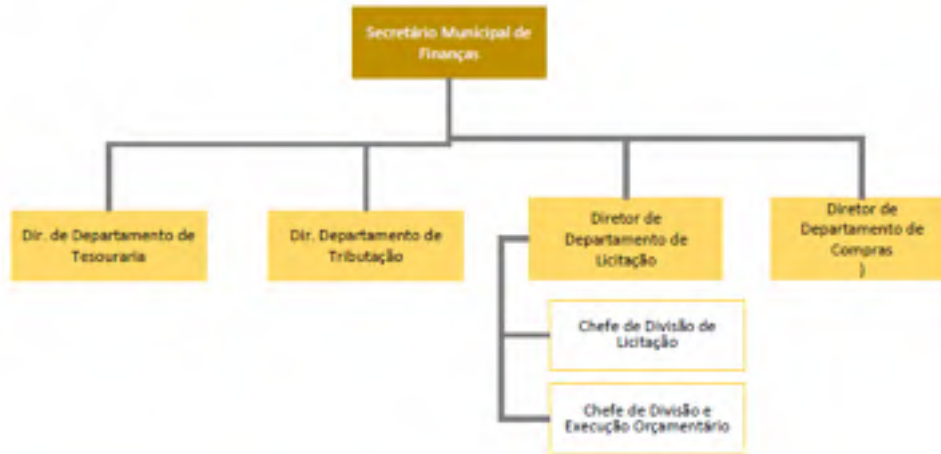 Secretário Municipal de
Finanças
Dir. de Departamento de
Tesouraria
Dir. Departamento de
Tributação
Diretor de
Departamento de
Licitação
Diretor de
Departamento de
Compras
)
Chefe de Divisão de
Licitação
Chefe de Divisão e
Execução Orçamentário